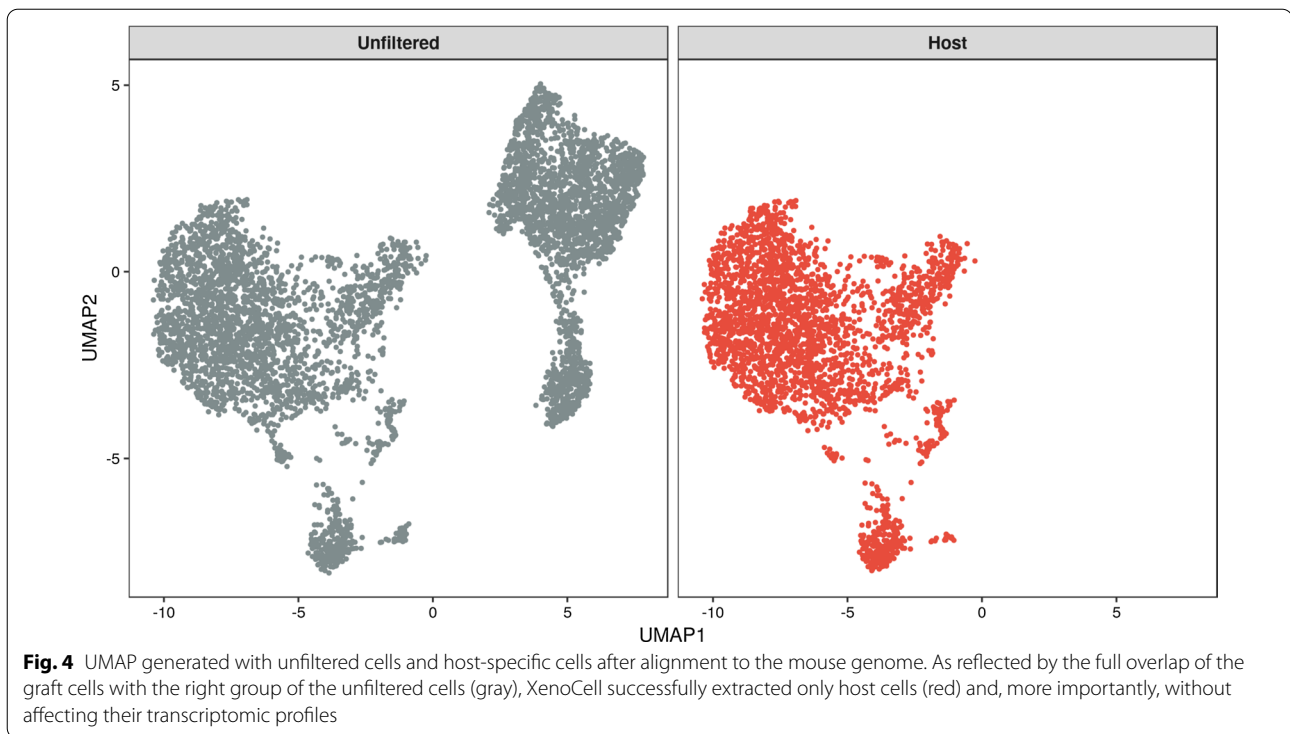 Unfiltered
Host
5
0
-5
UMAP2
-10
-5
0
5
-10
-5
0
5
UMAP1
Fig. 4 UMAP generated with unfiltered cells and host-specific cells after alignment to the mouse genome. As reflected by the full overlap of the
graft cells with the right group of the unfiltered cells (gray), XenoCell successfully extracted only host cells (red) and, more importantly, without
affecting their transcriptomic profiles